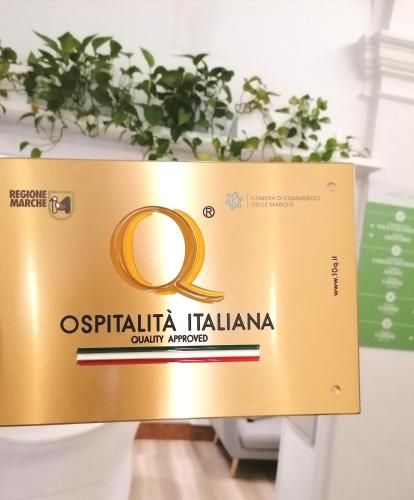 REGIONE
MARCHE
Q
®
CAMERA DI COMMERCIO
DELLE MARCHE
OSPITALITÀ ITALIANA
QUALITY APPROVED
www.10q.it